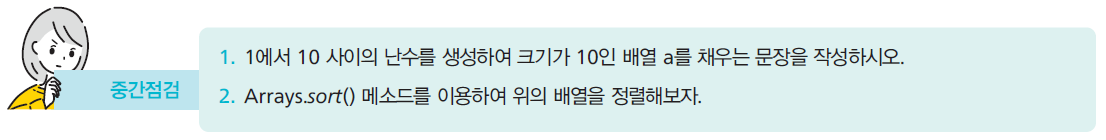 중간점검
1. 1에서 10 사이의 난수를 생성하여 크기가 10인 배열 a를 채우는 문장을 작성하시오.
2. Arrays.sort() 메소드를 이용하여 위의 배열을 정렬해보자.